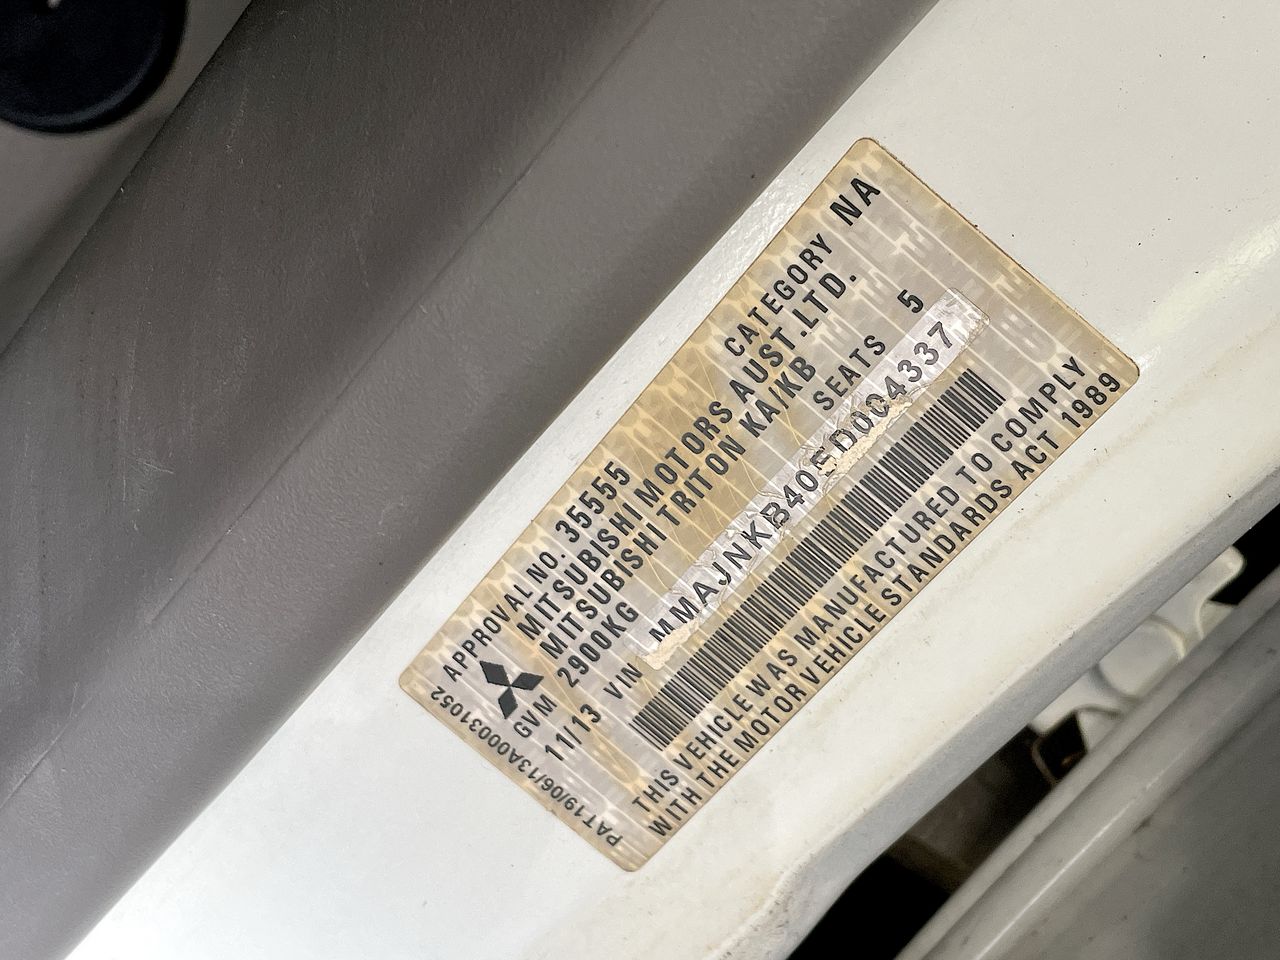 APPROVAL NO. 35555 CATEGORY NA
MITSUBISHI MOTORS AUST.LTD.
MITSUBISHI TRITON KA/KB
GVM 2900KG SEATS 5
11/13 VIN MMAJNKB40ED004337
THIS VEHICLE WAS MANUFACTURED TO COMPLY
WITH THE MOTOR VEHICLE STANDARDS ACT 1989
PAT19/06/13A00031052